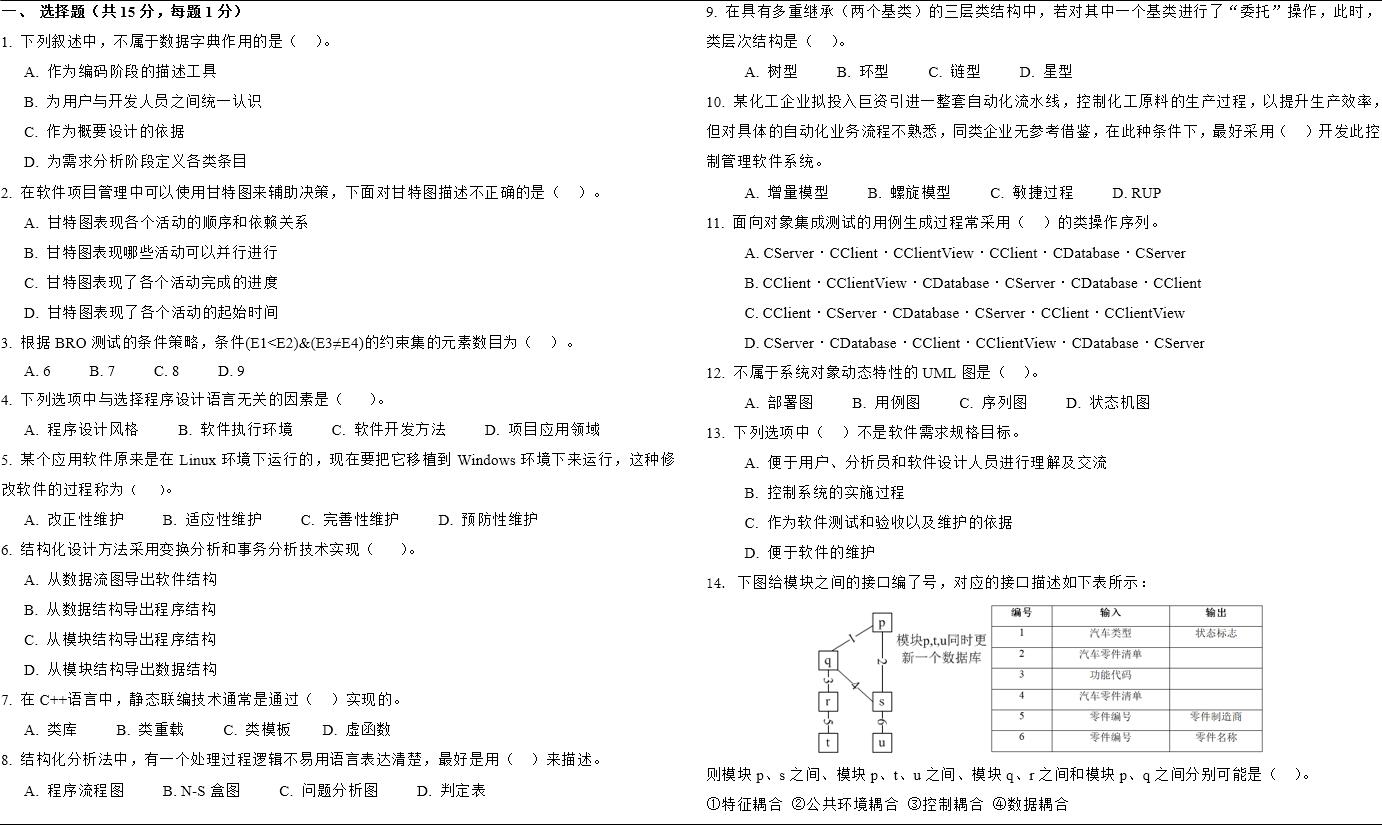 一、 选择题（共 15 分，每题 1 分）
1. 下列叙述中，不属于数据字典作用的是（ ）。
A. 作为编码阶段的描述工具
B. 为用户与开发人员之间统一认识
C. 作为概要设计的依据
D. 为需求分析阶段定义各类条目
2. 在软件项目管理中可以使用甘特图来辅助决策，下面对甘特图描述不正确的是（ ）。
A. 甘特图表现各个活动的顺序和依赖关系
B. 甘特图表现哪些活动可以并行进行
C. 甘特图表现了各个活动完成的进度
D. 甘特图表现了各个活动的起始时间
3. 根据 BRO 测试的条件策略，条件(E1<E2)&(E3≠E4)的约束集的元素数目为（ ）。
A. 6 B. 7 C. 8 D. 9
4. 下列选项中与选择程序设计语言无关的因素是（ ）。
A. 程序设计风格 B. 软件执行环境 C. 软件开发方法 D. 项目应用领域
5. 某个应用软件原来是在 Linux 环境下运行的，现在要把它移植到 Windows 环境下来运行，这种修
改软件的过程称为（ ）。
A. 改正性维护 B. 适应性维护 C. 完善性维护 D. 预防性维护
6. 结构化设计方法采用变换分析和事务分析技术实现（ ）。
A. 从数据流图导出软件结构
B. 从数据结构导出程序结构
C. 从模块结构导出程序结构
D. 从模块结构导出数据结构
7. 在 C++语言中，静态联编技术通常是通过（ ）实现的。
A. 类库 B. 类重载 C. 类模板 D. 虚函数
8. 结构化分析法中，有一个处理过程逻辑不易用语言表达清楚，最好是用（ ）来描述。
A. 程序流程图 B. N-S 盒图 C. 问题分析图 D. 判定表
9. 在具有多重继承（两个基类）的三层类结构中，若对其中一个基类进行了“委托”操作，此时，
类层次结构是（ ）。
A. 树型 B. 环型 C. 链型 D. 星型
10. 某化工企业拟投入巨资引进一整套自动化流水线，控制化工原料的生产过程，以提升生产效率，
但对具体的自动化业务流程不熟悉，同类企业无参考借鉴，在此种条件下，最好采用（ ）开发此控
制管理软件系统。
A. 增量模型 B. 螺旋模型 C. 敏捷过程 D. RUP
11. 面向对象集成测试的用例生成过程常采用（ ）的类操作序列。
A. CServer·CClient·CClientView·CClient·CDatabase·CServer
B. CClient·CClientView·CDatabase·CServer·CDatabase·CClient
C. CClient·CServer·CDatabase·CServer·CClient·CClientView
D. CServer·CDatabase·CClient·CClientView·CDatabase·CServer
12. 不属于系统对象动态特性的 UML 图是（ ）。
A. 部署图 B. 用例图 C. 序列图 D. 状态机图
13. 下列选项中（ ）不是软件需求规格目标。
A. 便于用户、分析员和软件设计人员进行理解及交流
B. 控制系统的实施过程
C. 作为软件测试和验收以及维护的依据
D. 便于软件的维护
14. 下图给模块之间的接口编了号，对应的接口描述如下表所示：
p
1
2
q
3
4
r
s
5
6
t
u
模块p,t,u同时更
新一个数据库
编号 输入 输出
1 汽车类型 状态标志
2 汽车零件清单
3 功能代码
4 汽车零件清单
5 零件编号 零件制造商
6 零件编号 零件名称
则模块 p、s 之间、模块 p、t、u 之间、模块 q、r 之间和模块 p、q 之间分别可能是（ ）。
①特征耦合 ②公共环境耦合 ③控制耦合 ④数据耦合